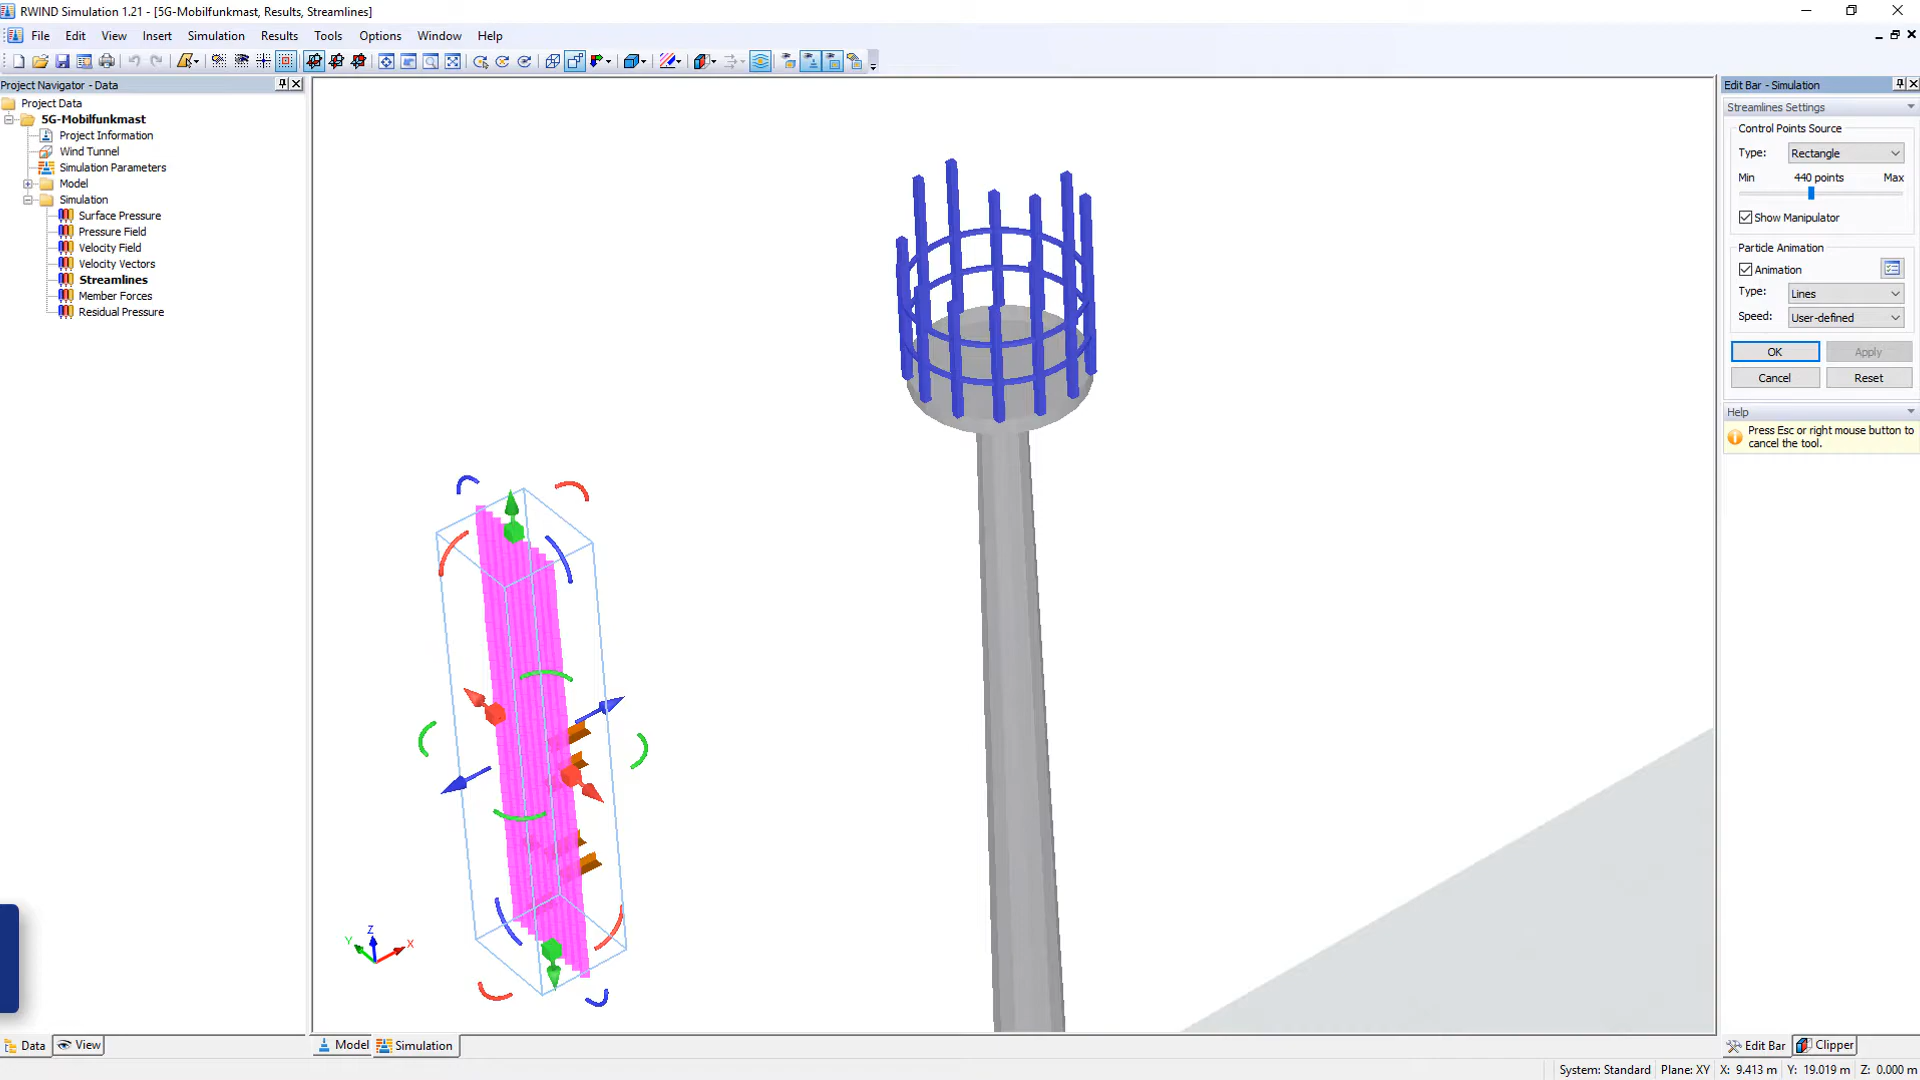 RWIND Simulation 1.21 - [5G-Mobilfunkmast, Results, Streamlines]
File Edit View Insert Simulation Results Tools Options Window Help
Project Navigator - Data
Project Data
5G-Mobilfunkmast
Project Information
Wind Tunnel
Simulation Parameters
Model
Simulation
Surface Pressure
Pressure Field
Velocity Field
Velocity Vectors
Streamlines
Member Forces
Residual Pressure
Z
Y
X
Edit Bar - Simulation
Streamlines Settings
Control Points Source
Type: Rectangle
Min 440 points Max
Show Manipulator
Particle Animation
Animation
Type: Lines
Speed: User-defined
OK Apply
Cancel Reset
Help
Press Esc or right mouse button to
cancel the tool.
Data View
Model Simulation
Edit Bar Clipper
System: Standard Plane: XY X: 9.413 m Y: 19.019 m Z: 0.000 m